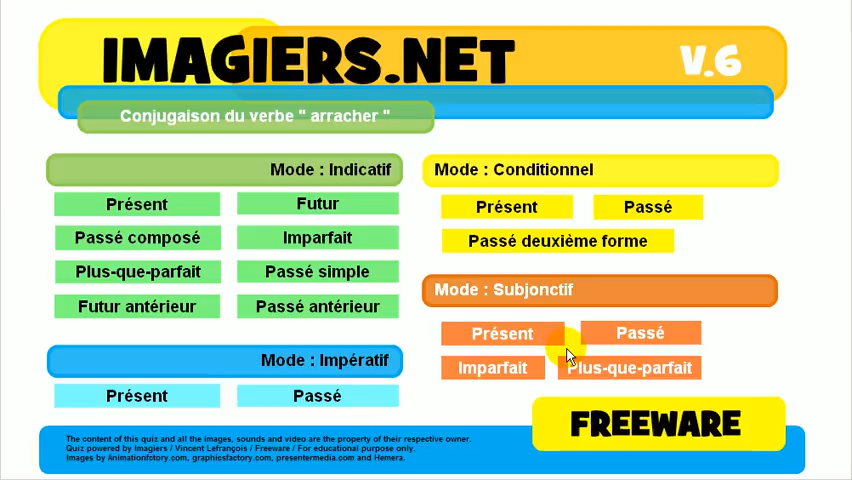 IMAGIERS.NET
V.6
Conjugaison du verbe " arracher "
Mode : Indicatif
Présent
Futur
Passé composé
Imparfait
Plus-que-parfait
Passé simple
Futur antérieur
Passé antérieur
Mode : Impératif
Présent
Passé
Mode : Conditionnel
Présent
Passé
Passé deuxième forme
Mode : Subjonctif
Présent
Passé
Imparfait
Plus-que-parfait
FREEWARE
The content of this quiz and all the images, sounds and video are the property of their respective owner.
Quiz powered by Imagiers / Vincent Lefrançois / Freeware / For educational purpose only.
Images by Animationfctory.com, graphicsfactory.com, presentermedia.com and Hemera.